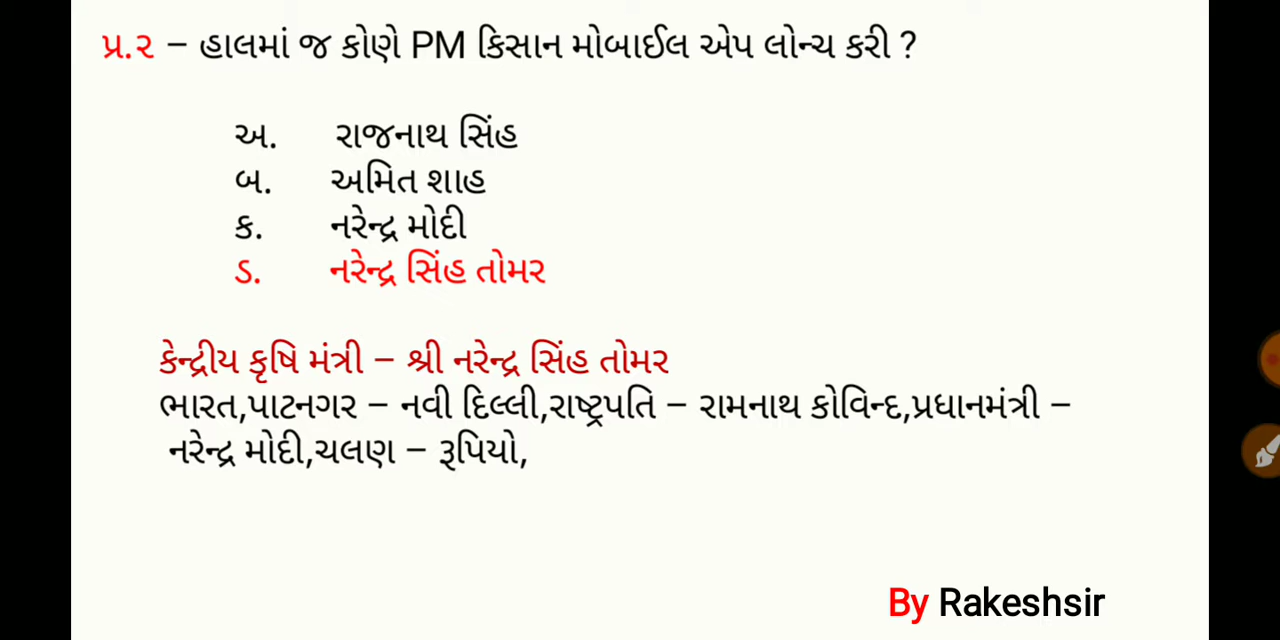 પ્ર.૨ – હાલમાં જ કોણે PM કિસાન મોબાઈલ એપ લોન્ચ કરી ?
અ. રાજનાથ સિંહ
બ. અમિત શાહ
ક. નરેન્દ્ર મોદી
ડ. નરેન્દ્ર સિંહ તોમર
કેન્દ્રીય કૃષિ મંત્રી – શ્રી નરેન્દ્ર સિંહ તોમર
ભારત,પાટનગર – નવી દિલ્લી,રાષ્ટ્રપતિ – રામનાથ કોવિન્દ,પ્રધાનમંત્રી –
નરેન્દ્ર મોદી,ચલણ – રૂપિયો,
By Rakeshsir